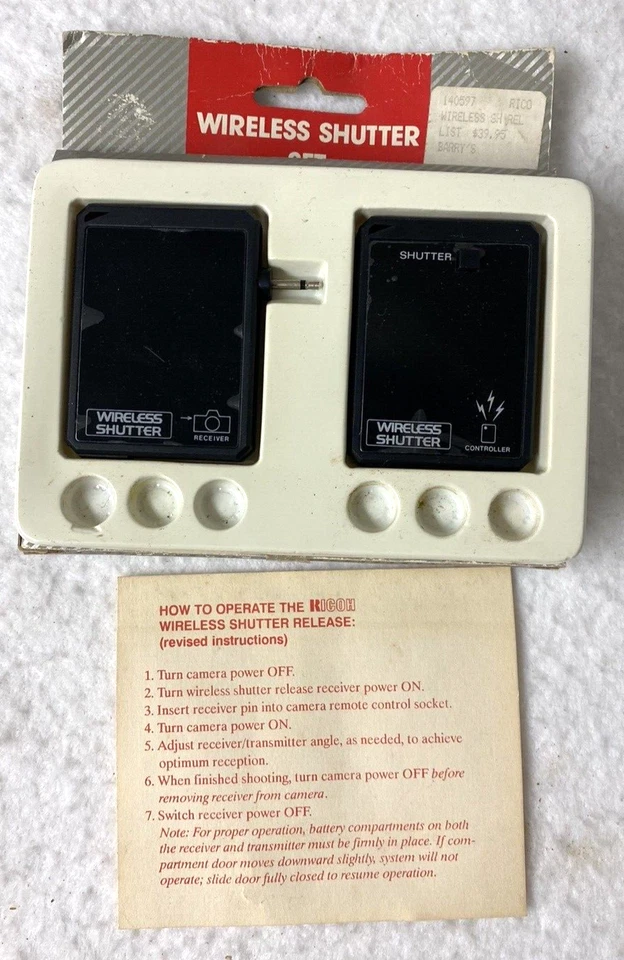 WIRELESS SHUTTER
SET
140597 RICO
WIRELESS SH REL
LIST $39.95
BARRY'S
SHUTTER
WIRELESS
SHUTTER
RECEIVER
WIRELESS
SHUTTER
CONTROLLER
HOW TO OPERATE THE RICOH
WIRELESS SHUTTER RELEASE:
(revised instructions)
1. Turn camera power OFF.
2. Turn wireless shutter release receiver power ON.
3. Insert receiver pin into camera remote control socket.
4. Turn camera power ON.
5. Adjust receiver/transmitter angle, as needed, to achieve
optimum reception.
6. When finished shooting, turn camera power OFF before
removing receiver from camera.
7. Switch receiver power OFF.
Note: For proper operation, battery compartments on both
the receiver and transmitter must be firmly in place. If com-
partment door moves downward slightly, system will not
operate; slide door fully closed to resume operation.